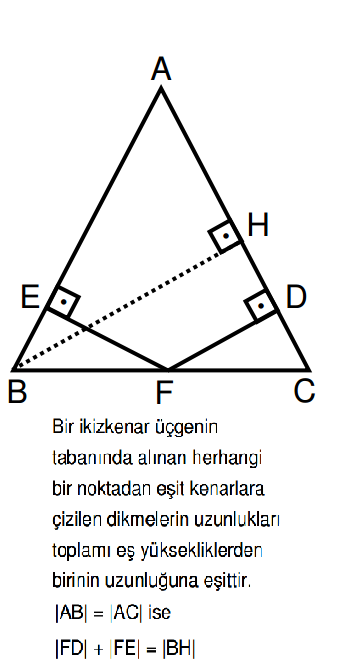 A
H
E
D
B
F
C
Bir ikizkenar üçgenin
tabanında alınan herhangi
bir noktadan eşit kenarlara
çizilen dikmelerin uzunlukları
toplamı eş yüksekliklerden
birinin uzunluğuna eşittir.
|AB| = |AC| ise
|FD| + |FE| = |BH|